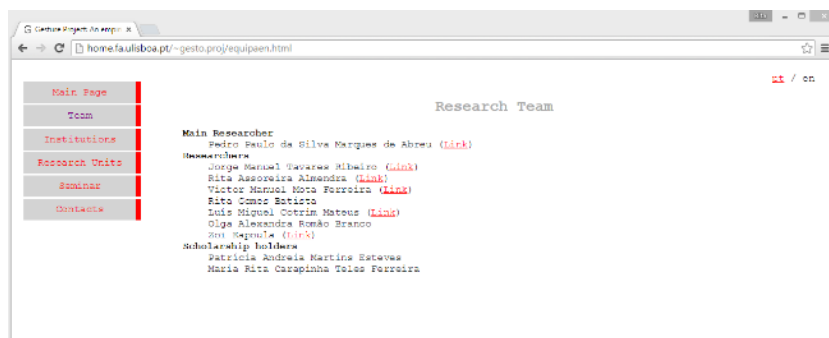 Gesture Project: An empir
home.fa.ulisboa.pt/~gesto.proj/equipaen.html
pt / en
Main Page
Team
Institutions
Research Units
Seminar
Contacts
Research Team
Main Researcher
Pedro Paulo da Silva Marques de Abreu (Link)
Researchers
Jorge Manuel Tavares Ribeiro (Link)
Rita Assoreira Almendra (Link)
Victor Manuel Mota Ferreira (Link)
Rita Gomes Batista
Luis Miguel Cotrim Mateus (Link)
Olga Alexandra Romão Branco
Zoi Kapoula (Link)
Scholarship holders
Patricia Andreia Martins Esteves
Maria Rita Carapinha Teles Ferreira